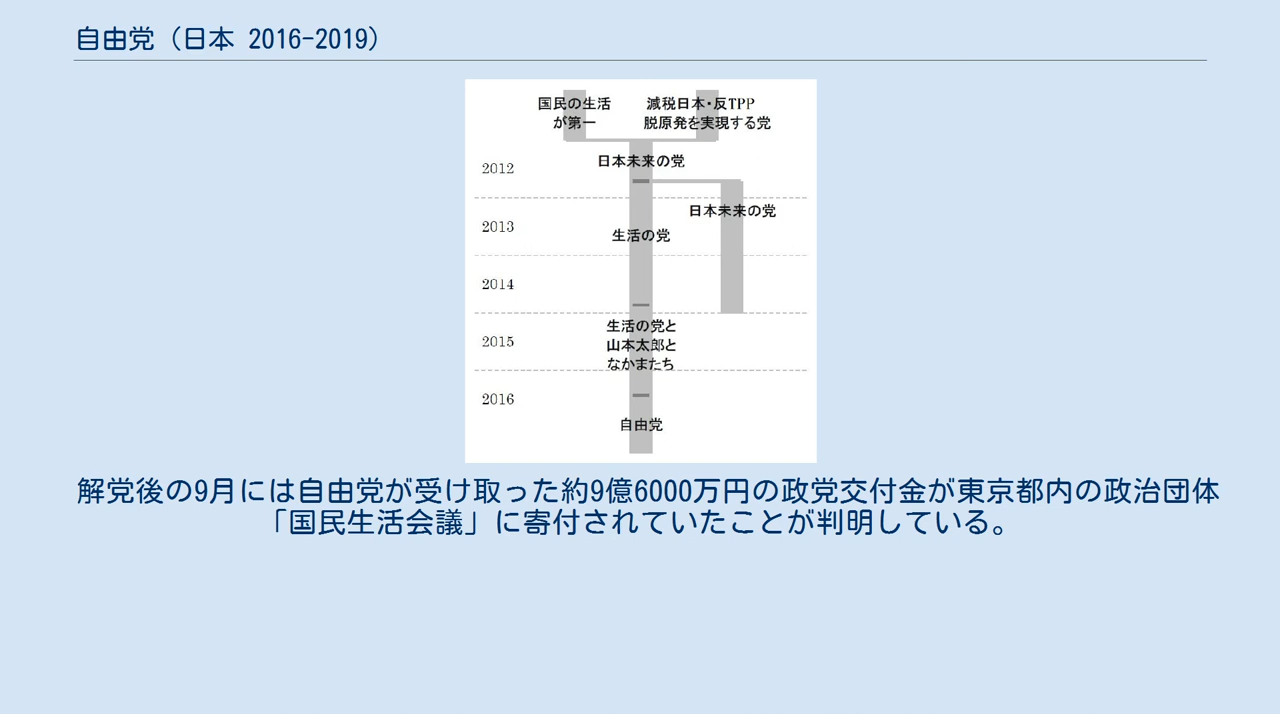 自由党（日本 2016-2019）
国民の生活
が第一
減税日本・反TPP
脱原発を実現する党
日本未来の党
2012
日本未来の党
2013
生活の党
2014
生活の党と
山本太郎と
なかまたち
2015
2016
自由党
解党後の9月には自由党が受け取った約9億6000万円の政党交付金が東京都内の政治団体
「国民生活会議」に寄付されていたことが判明している。